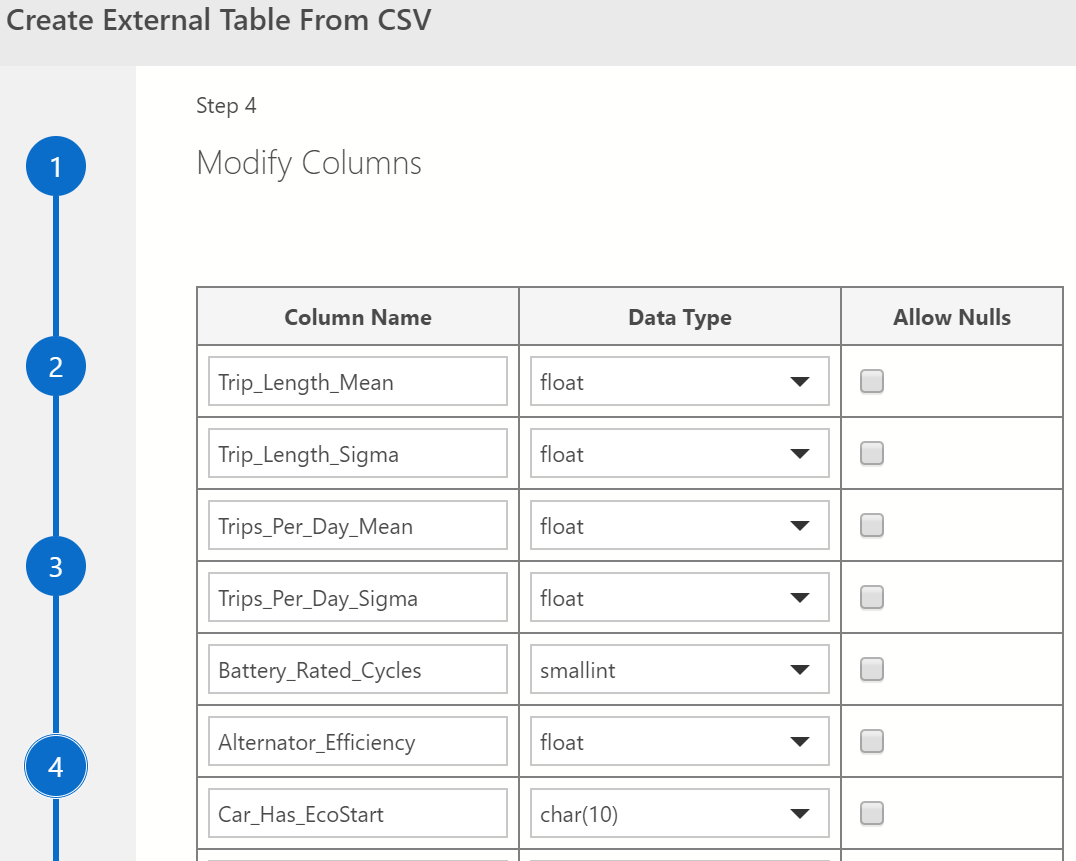 Create External Table From CSV
Step 4
Modify Columns
1
2
3
4
Column Name Data Type Allow Nulls
Trip_Length_Mean float
Trip_Length_Sigma float
Trips_Per_Day_Mean float
Trips_Per_Day_Sigma float
Battery_Rated_Cycles smallint
Alternator_Efficiency float
Car_Has_EcoStart char(10)